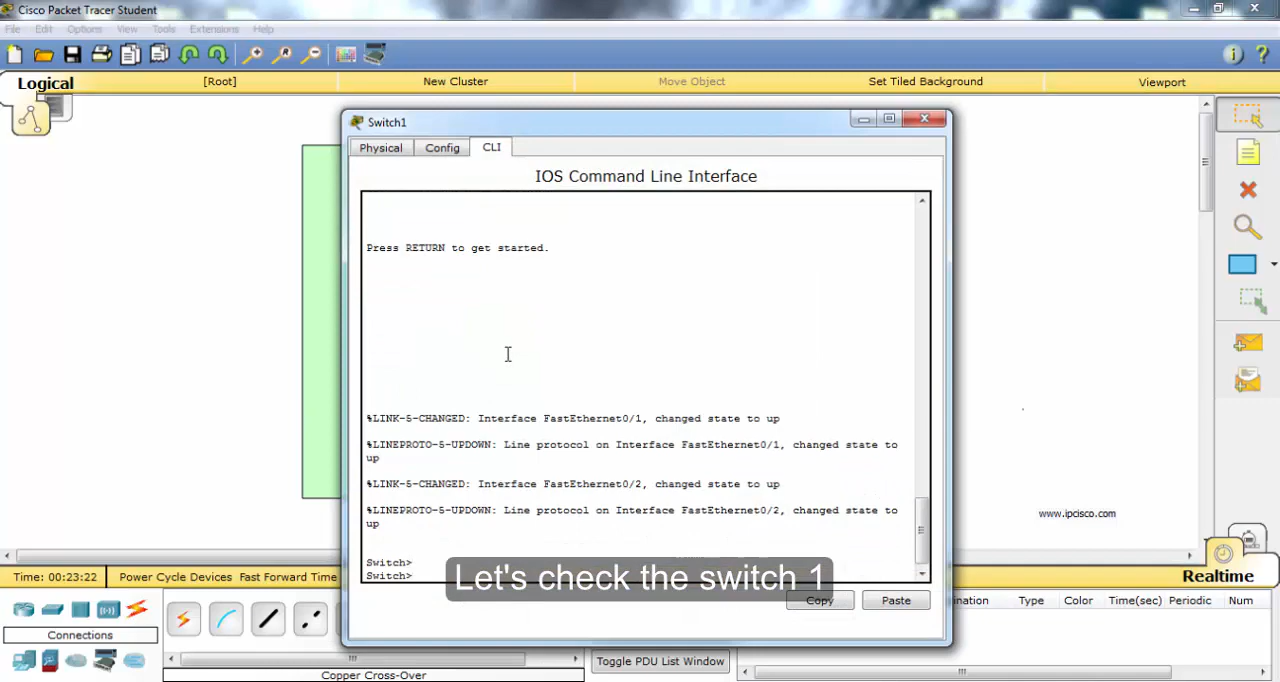 Cisco Packet Tracer Student
File Edit Options View Tools Extensions Help
Logical [Root] New Cluster Move Object Set Tiled Background Viewport
Switch1
Physical Config CLI
IOS Command Line Interface
Press RETURN to get started.
%LINK-5-CHANGED: Interface FastEthernet0/1, changed state to up
%LINEPROTO-5-UPDOWN: Line protocol on Interface FastEthernet0/1, changed state to
up
%LINK-5-CHANGED: Interface FastEthernet0/2, changed state to up
%LINEPROTO-5-UPDOWN: Line protocol on Interface FastEthernet0/2, changed state to
up
Switch>
Switch>
www.ipcisco.com
Let's check the switch 1
Time: 00:23:22 Power Cycle Devices Fast Forward Time
Realtime
Copy Paste
ination Type Color Time(sec) Periodic Num
Connections
Toggle PDU List Window
Copper Cross-Over